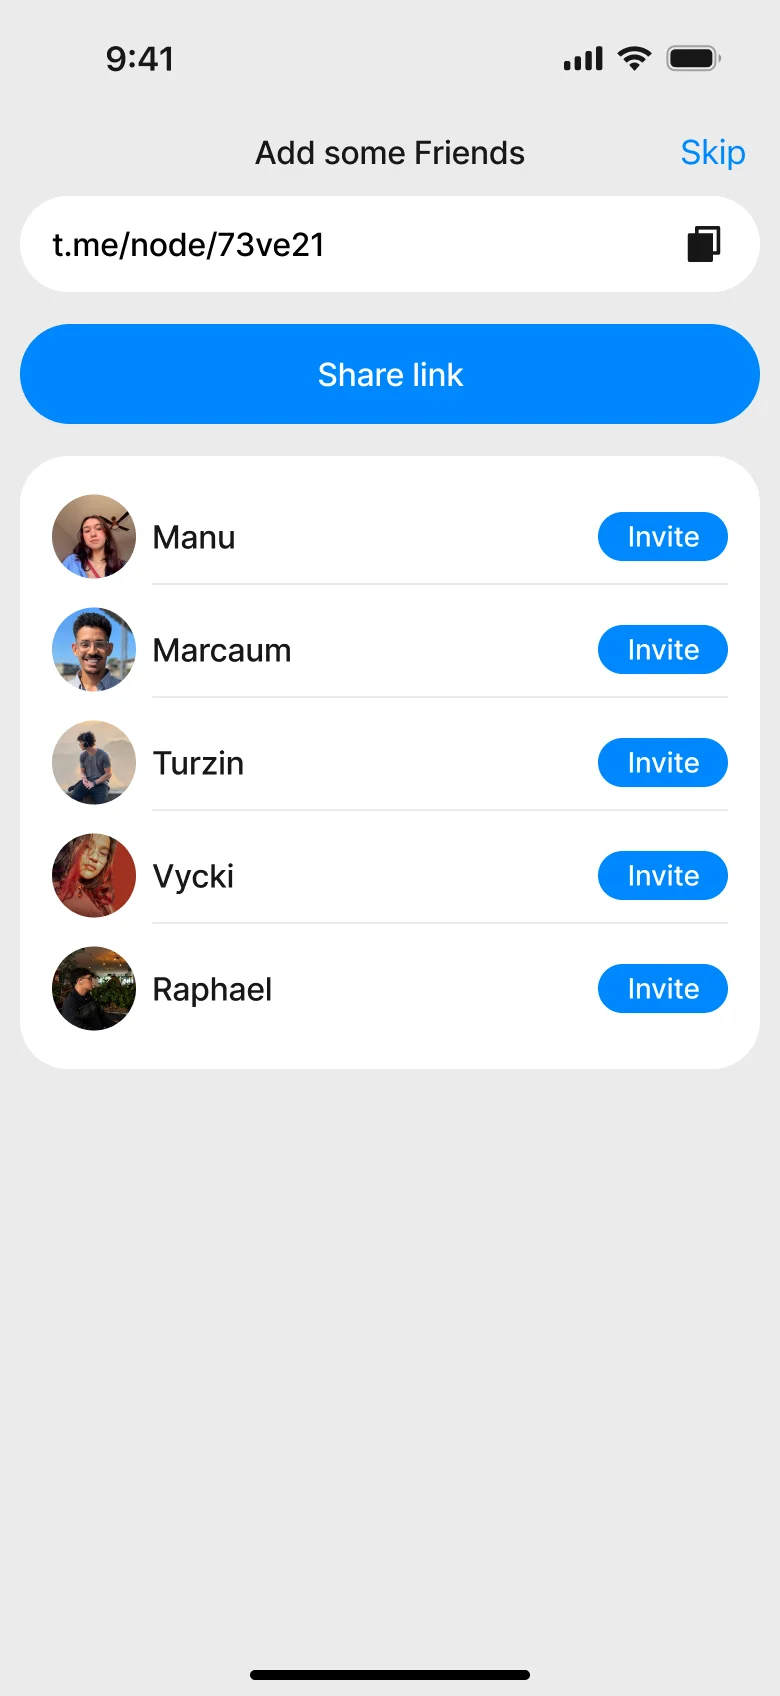 9:41
Add some Friends
Skip
t.me/node/73ve21
Share link
Manu
Invite
Marcaum
Invite
Turzin
Invite
Vycki
Invite
Raphael
Invite